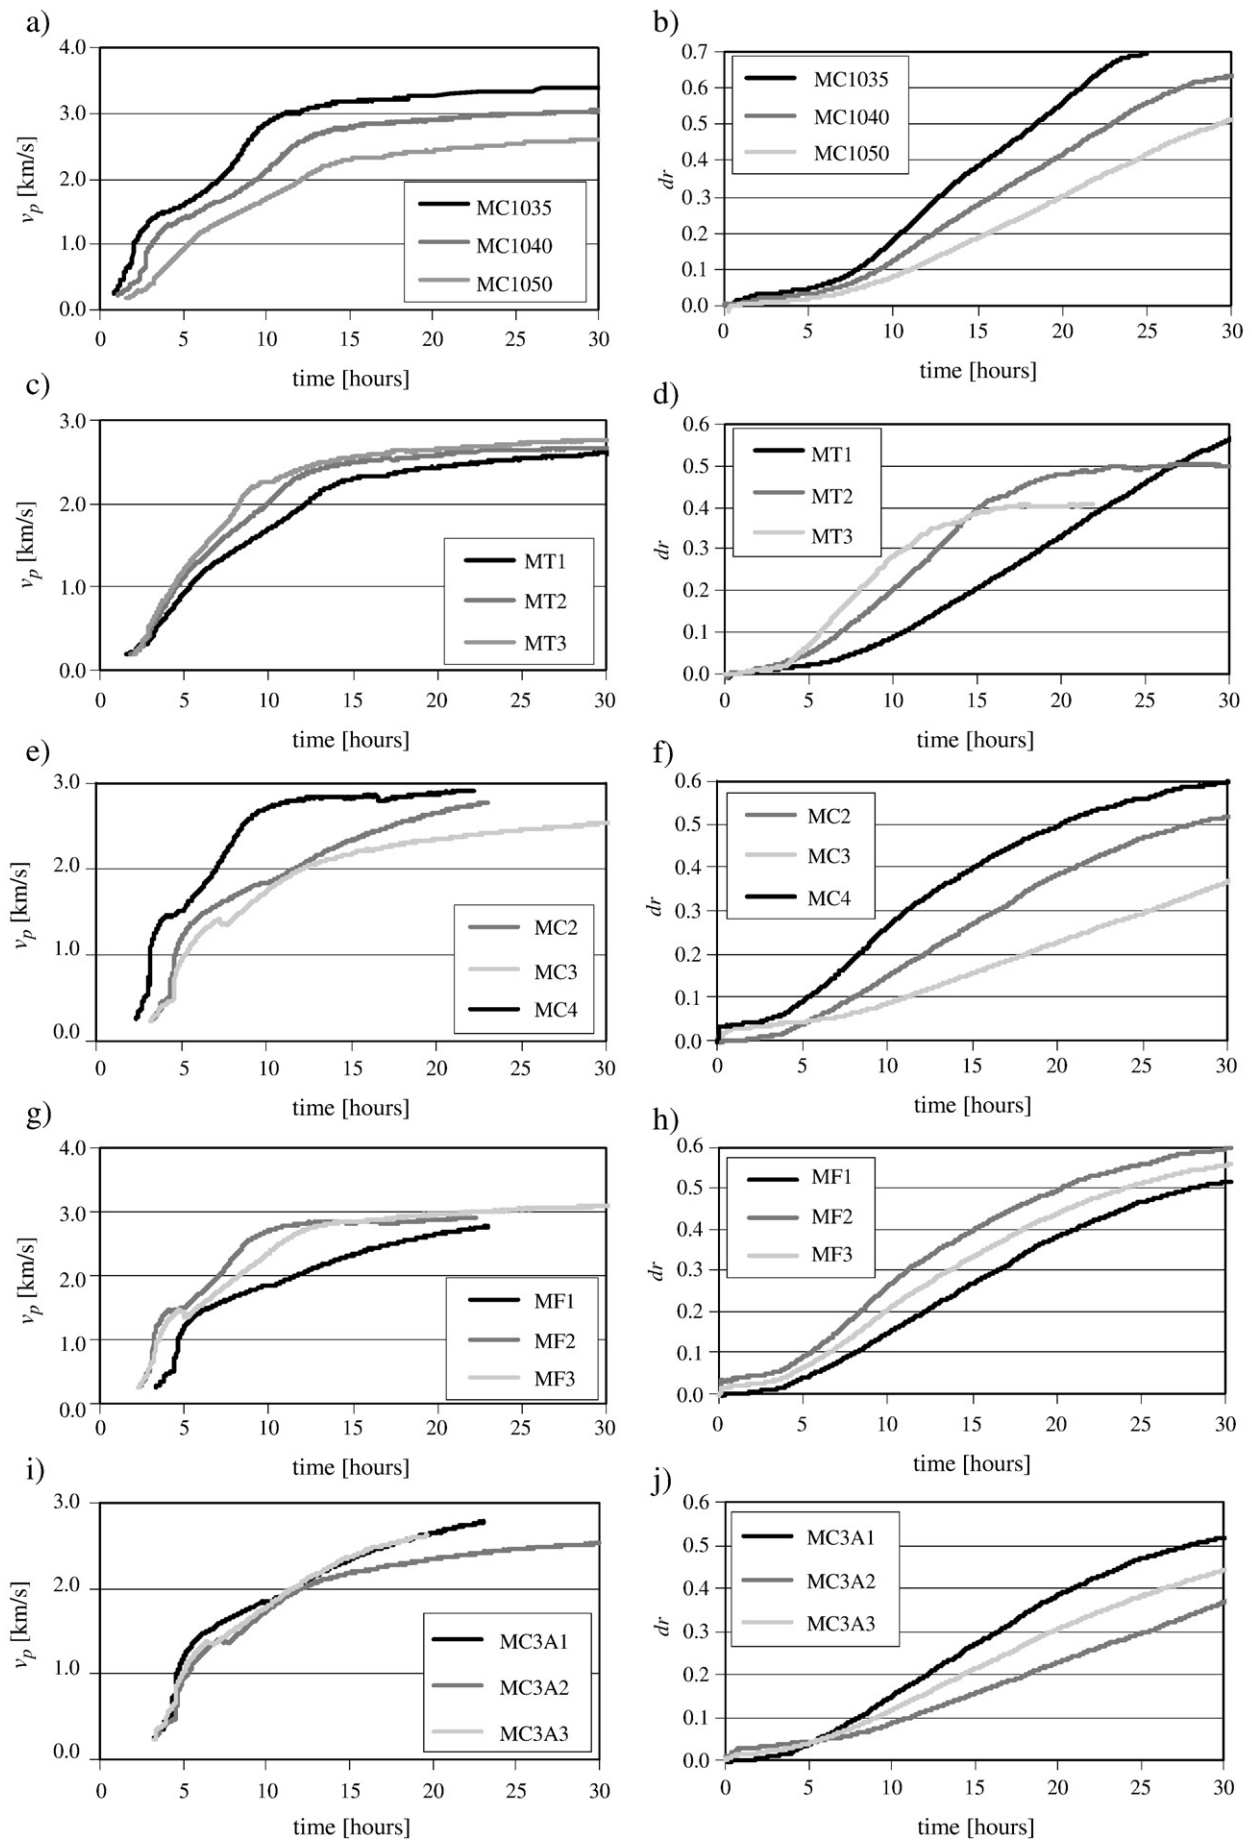 a)
4.0
3.0
2.0
1.0
0.0
v_p [km/s]
MC1035
MC1040
MC1050
0 5 10 15 20 25 30
time [hours]
b)
0.7
0.6
0.5
0.4
0.3
0.2
0.1
0.0
dr
MC1035
MC1040
MC1050
0 5 10 15 20 25 30
time [hours]
c)
3.0
2.0
1.0
0.0
v_p [km/s]
MT1
MT2
MT3
0 5 10 15 20 25 30
time [hours]
d)
0.6
0.5
0.4
0.3
0.2
0.1
0.0
dr
MT1
MT2
MT3
0 5 10 15 20 25 30
time [hours]
e)
3.0
2.0
1.0
0.0
v_p [km/s]
MC2
MC3
MC4
0 5 10 15 20 25 30
time [hours]
f)
0.6
0.5
0.4
0.3
0.2
0.1
0.0
dr
MC2
MC3
MC4
0 5 10 15 20 25 30
time [hours]
g)
4.0
3.0
2.0
1.0
0.0
v_p [km/s]
MF1
MF2
MF3
0 5 10 15 20 25 30
time [hours]
h)
0.6
0.5
0.4
0.3
0.2
0.1
0.0
dr
MF1
MF2
MF3
0 5 10 15 20 25 30
time [hours]
i)
3.0
2.0
1.0
0.0
v_p [km/s]
MC3A1
MC3A2
MC3A3
0 5 10 15 20 25 30
time [hours]
j)
0.6
0.5
0.4
0.3
0.2
0.1
0.0
dr
MC3A1
MC3A2
MC3A3
0 5 10 15 20 25 30
time [hours]